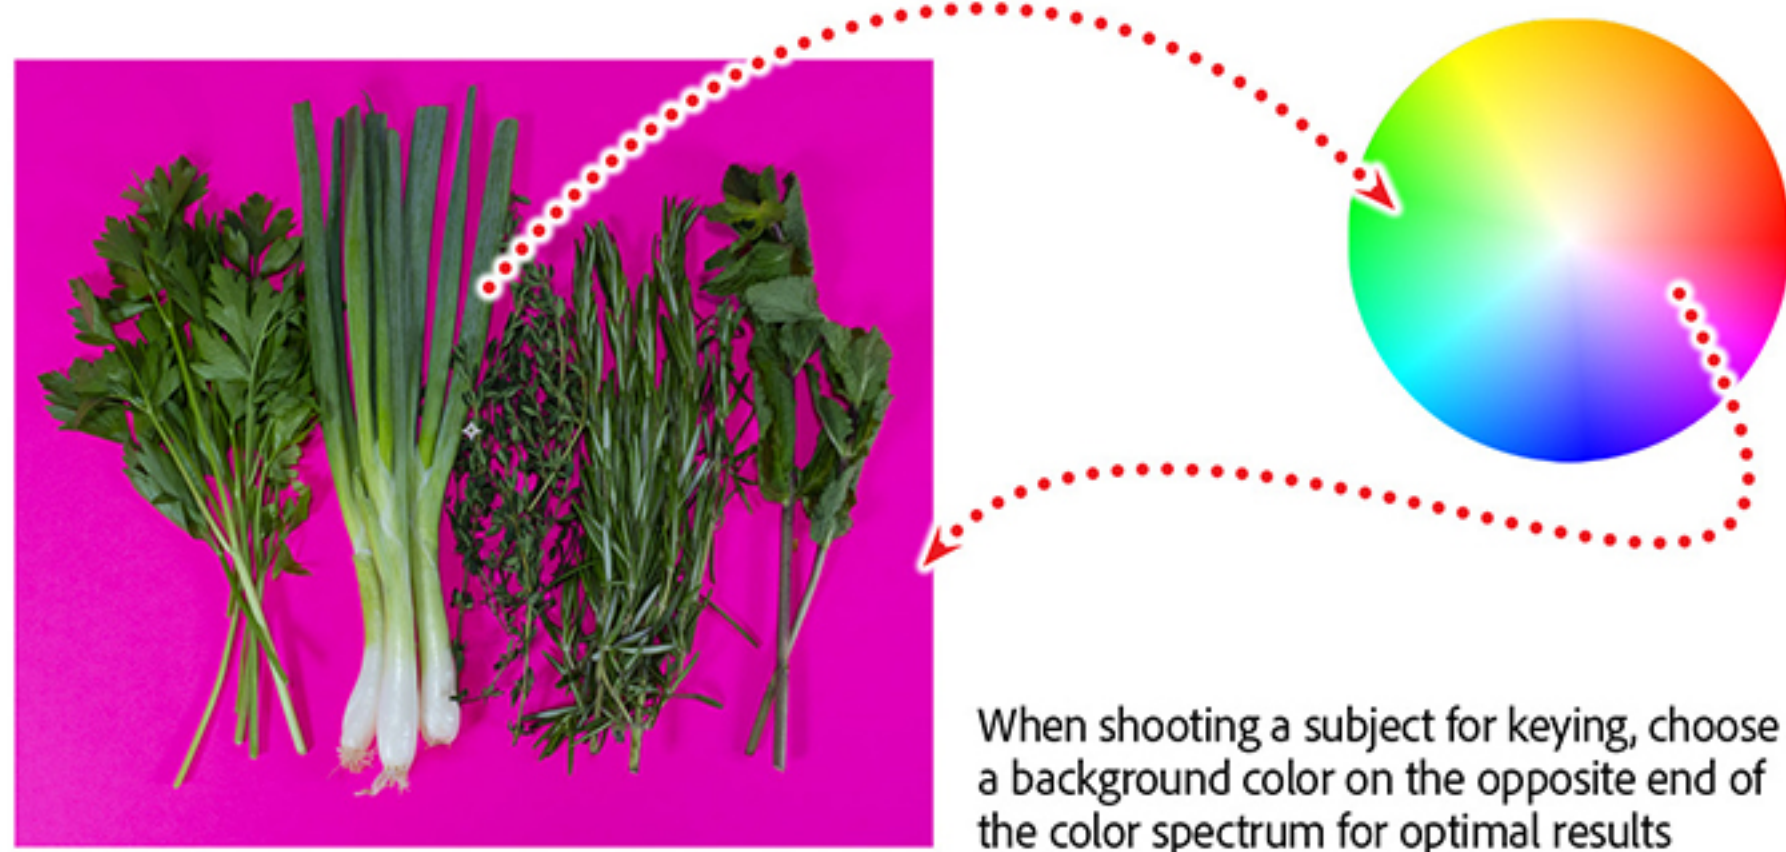 When shooting a subject for keying, choose
a background color on the opposite end of
the color spectrum for optimal results